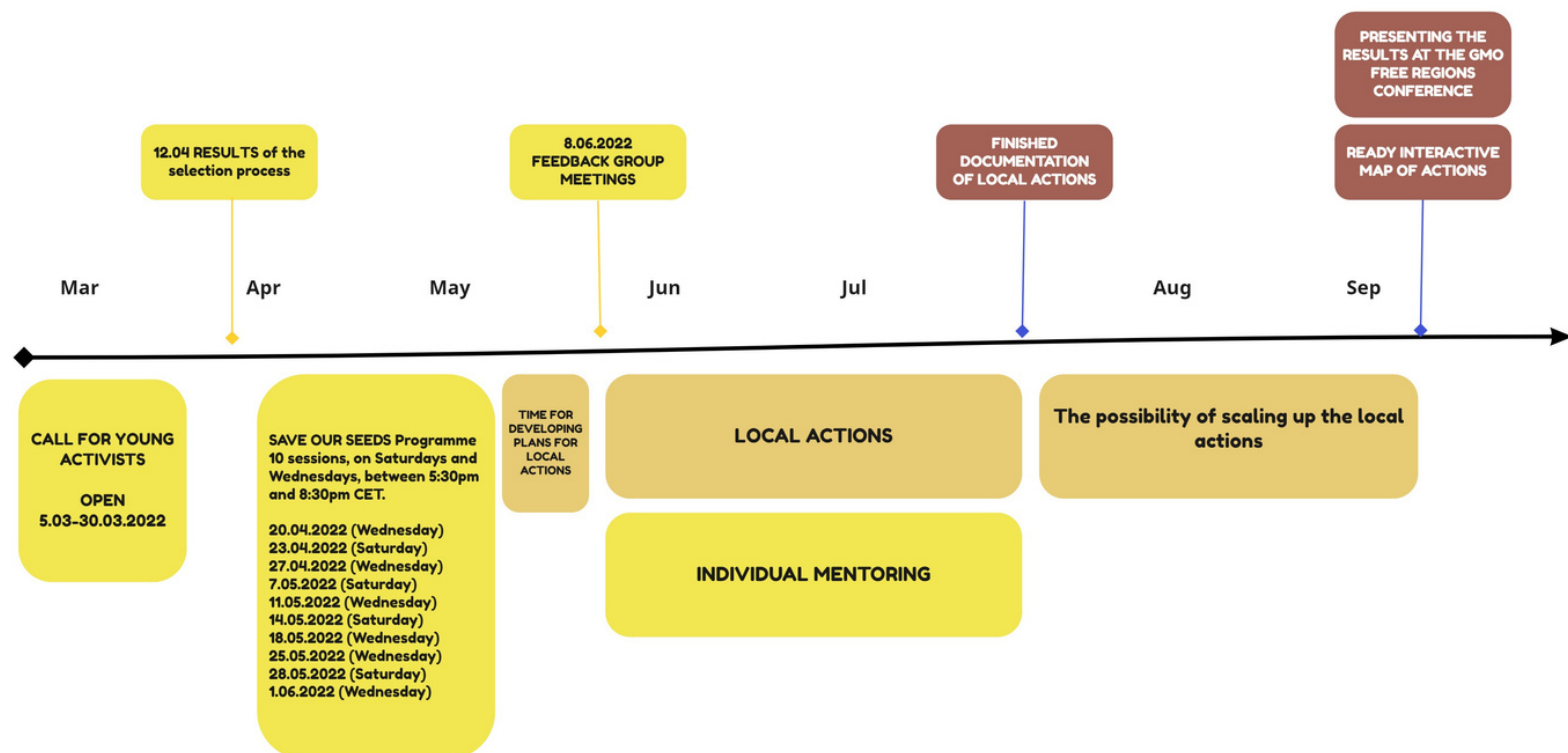 PRESENTING THE
RESULTS AT THE GMO
FREE REGIONS
CONFERENCE
12.04 RESULTS of the
selection process
8.06.2022
FEEDBACK GROUP
MEETINGS
FINISHED
DOCUMENTATION
OF LOCAL ACTIONS
READY INTERACTIVE
MAP OF ACTIONS
Mar
Apr
May
Jun
Jul
Aug
Sep
CALL FOR YOUNG
ACTIVISTS
OPEN
5.03-30.03.2022
SAVE OUR SEEDS Programme
10 sessions, on Saturdays and
Wednesdays, between 5:30pm
and 8:30pm CET.
20.04.2022 (Wednesday)
23.04.2022 (Saturday)
27.04.2022 (Wednesday)
7.05.2022 (Saturday)
11.05.2022 (Wednesday)
14.05.2022 (Saturday)
18.05.2022 (Wednesday)
25.05.2022 (Wednesday)
28.05.2022 (Saturday)
1.06.2022 (Wednesday)
TIME FOR
DEVELOPING
PLANS FOR
LOCAL
ACTIONS
LOCAL ACTIONS
INDIVIDUAL MENTORING
The possibility of scaling up the local
actions